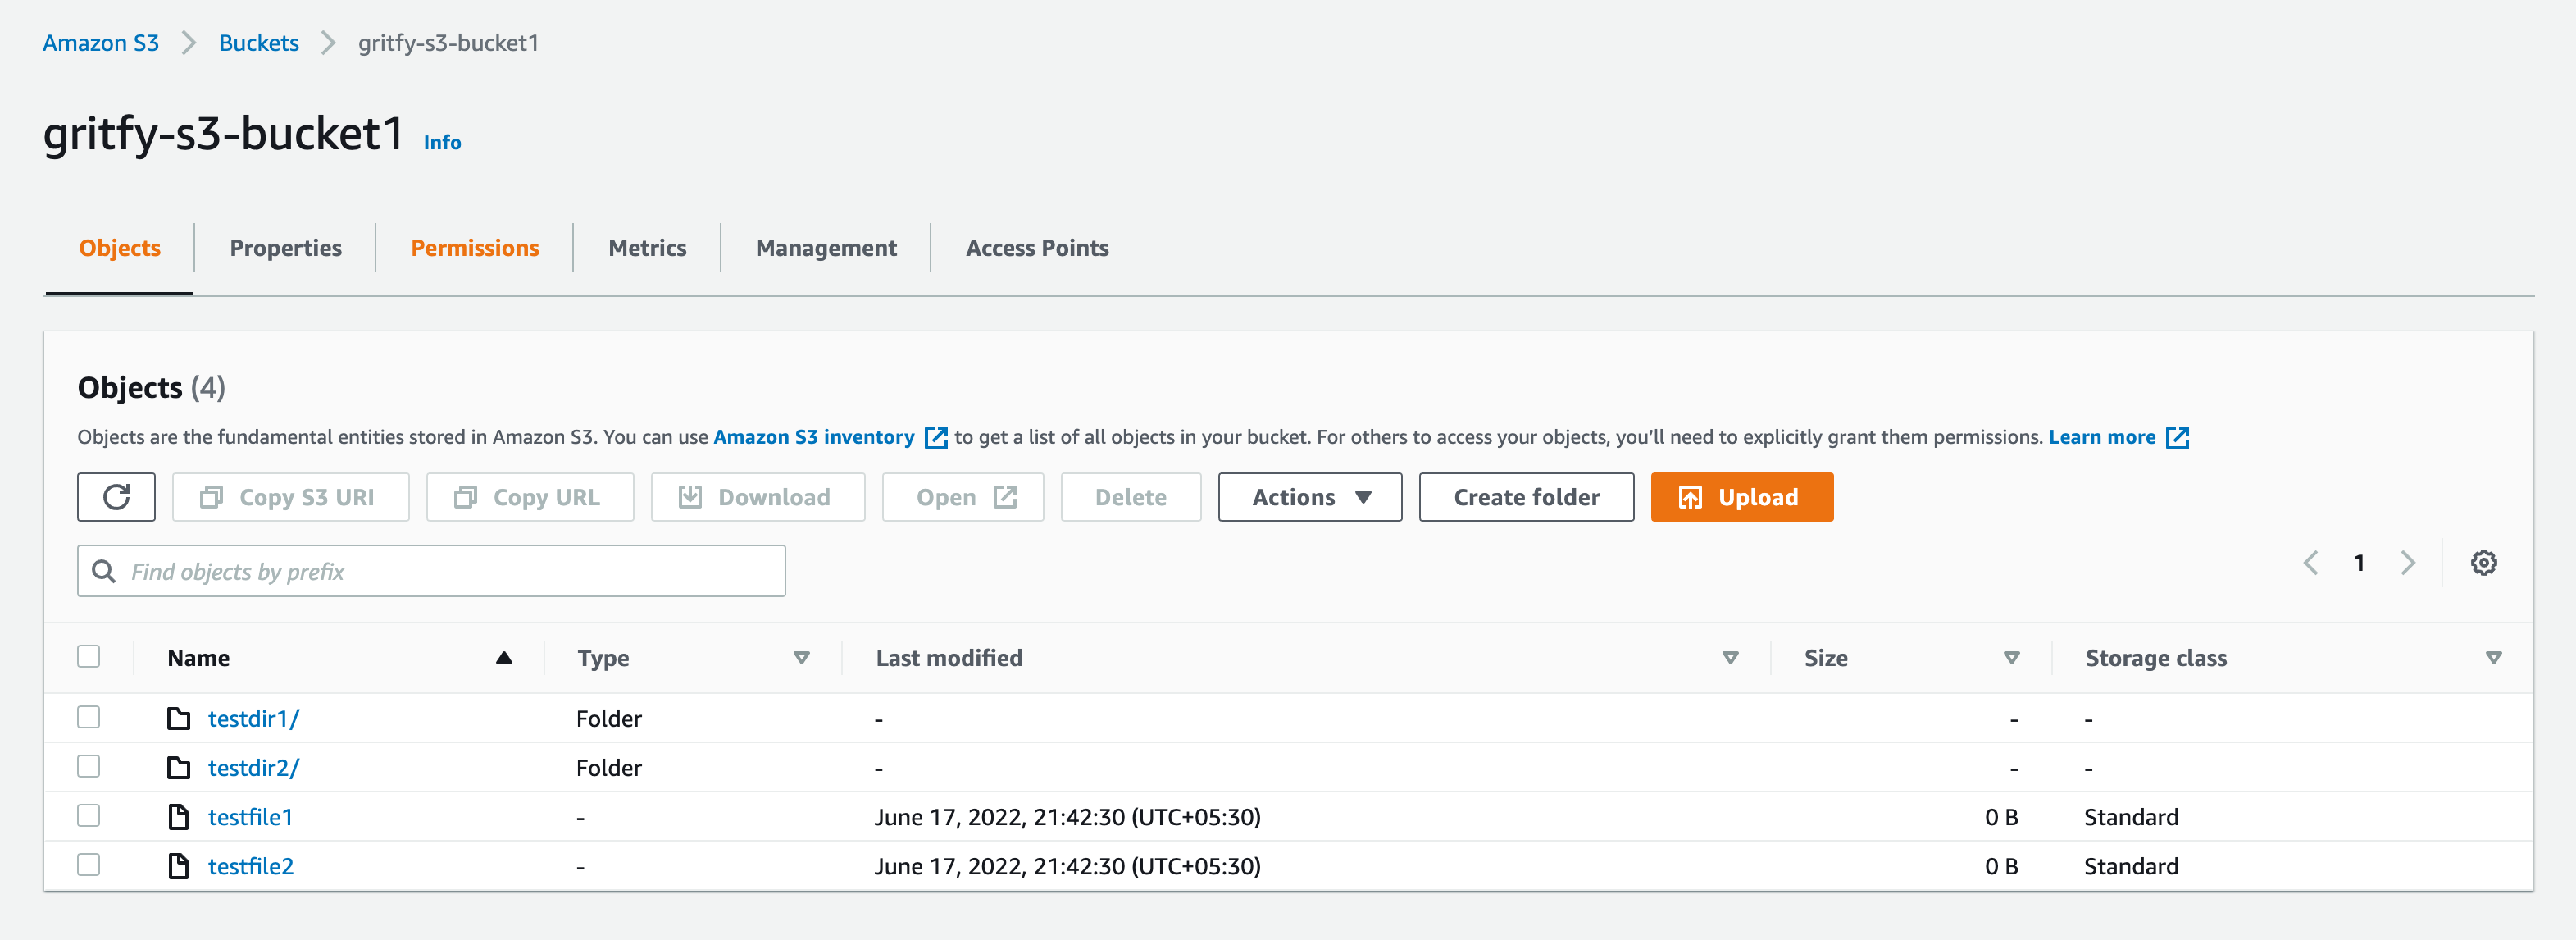 Amazon S3 > Buckets > gritfy-s3-bucket1
gritfy-s3-bucket1 Info
Objects Properties Permissions Metrics Management Access Points
Objects (4)
Objects are the fundamental entities stored in Amazon S3. You can use Amazon S3 inventory to get a list of all objects in your bucket. For others to access your objects, you’ll need to explicitly grant them permissions. Learn more
Copy S3 URI Copy URL Download Open Delete Actions Create folder Upload
Find objects by prefix 1
Name Type Last modified Size Storage class
testdir1/ Folder - - -
testdir2/ Folder - - -
testfile1 - June 17, 2022, 21:42:30 (UTC+05:30) 0 B Standard
testfile2 - June 17, 2022, 21:42:30 (UTC+05:30) 0 B Standard